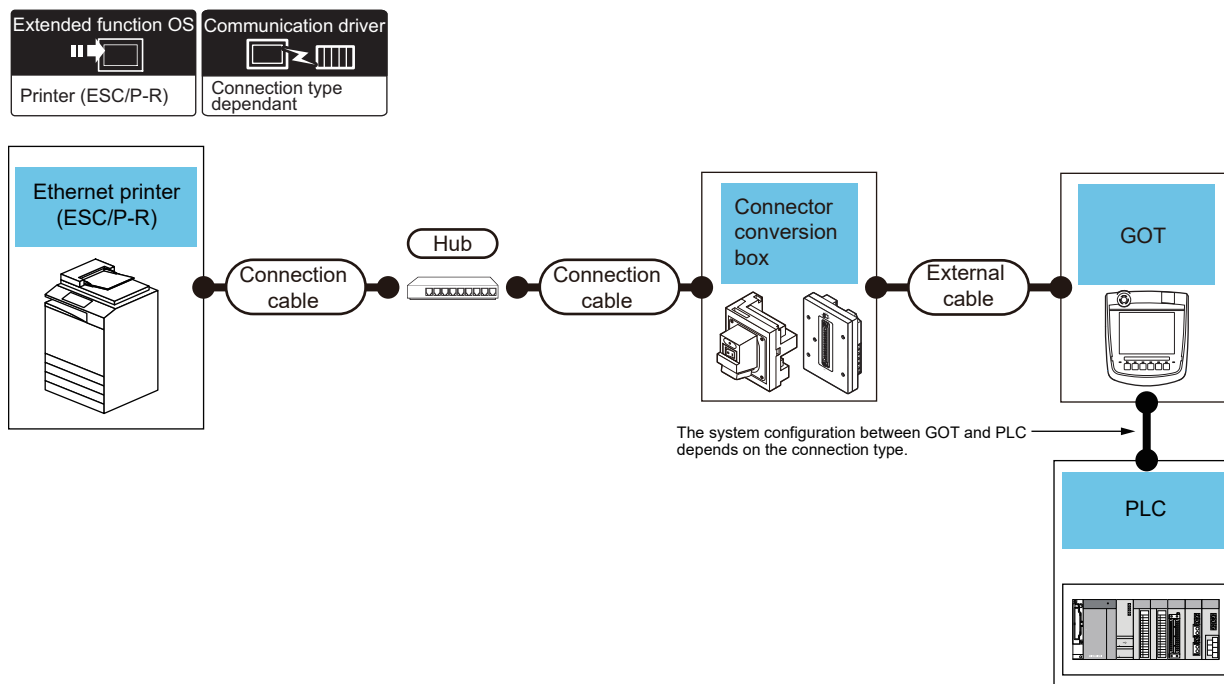 Extended function OS
Printer (ESC/P-R)
Communication driver
Connection type
dependant
Ethernet printer
(ESC/P-R)
Connection
cable
Hub
Connection
cable
Connector
conversion
box
External
cable
GOT
The system configuration between GOT and PLC
depends on the connection type.
PLC